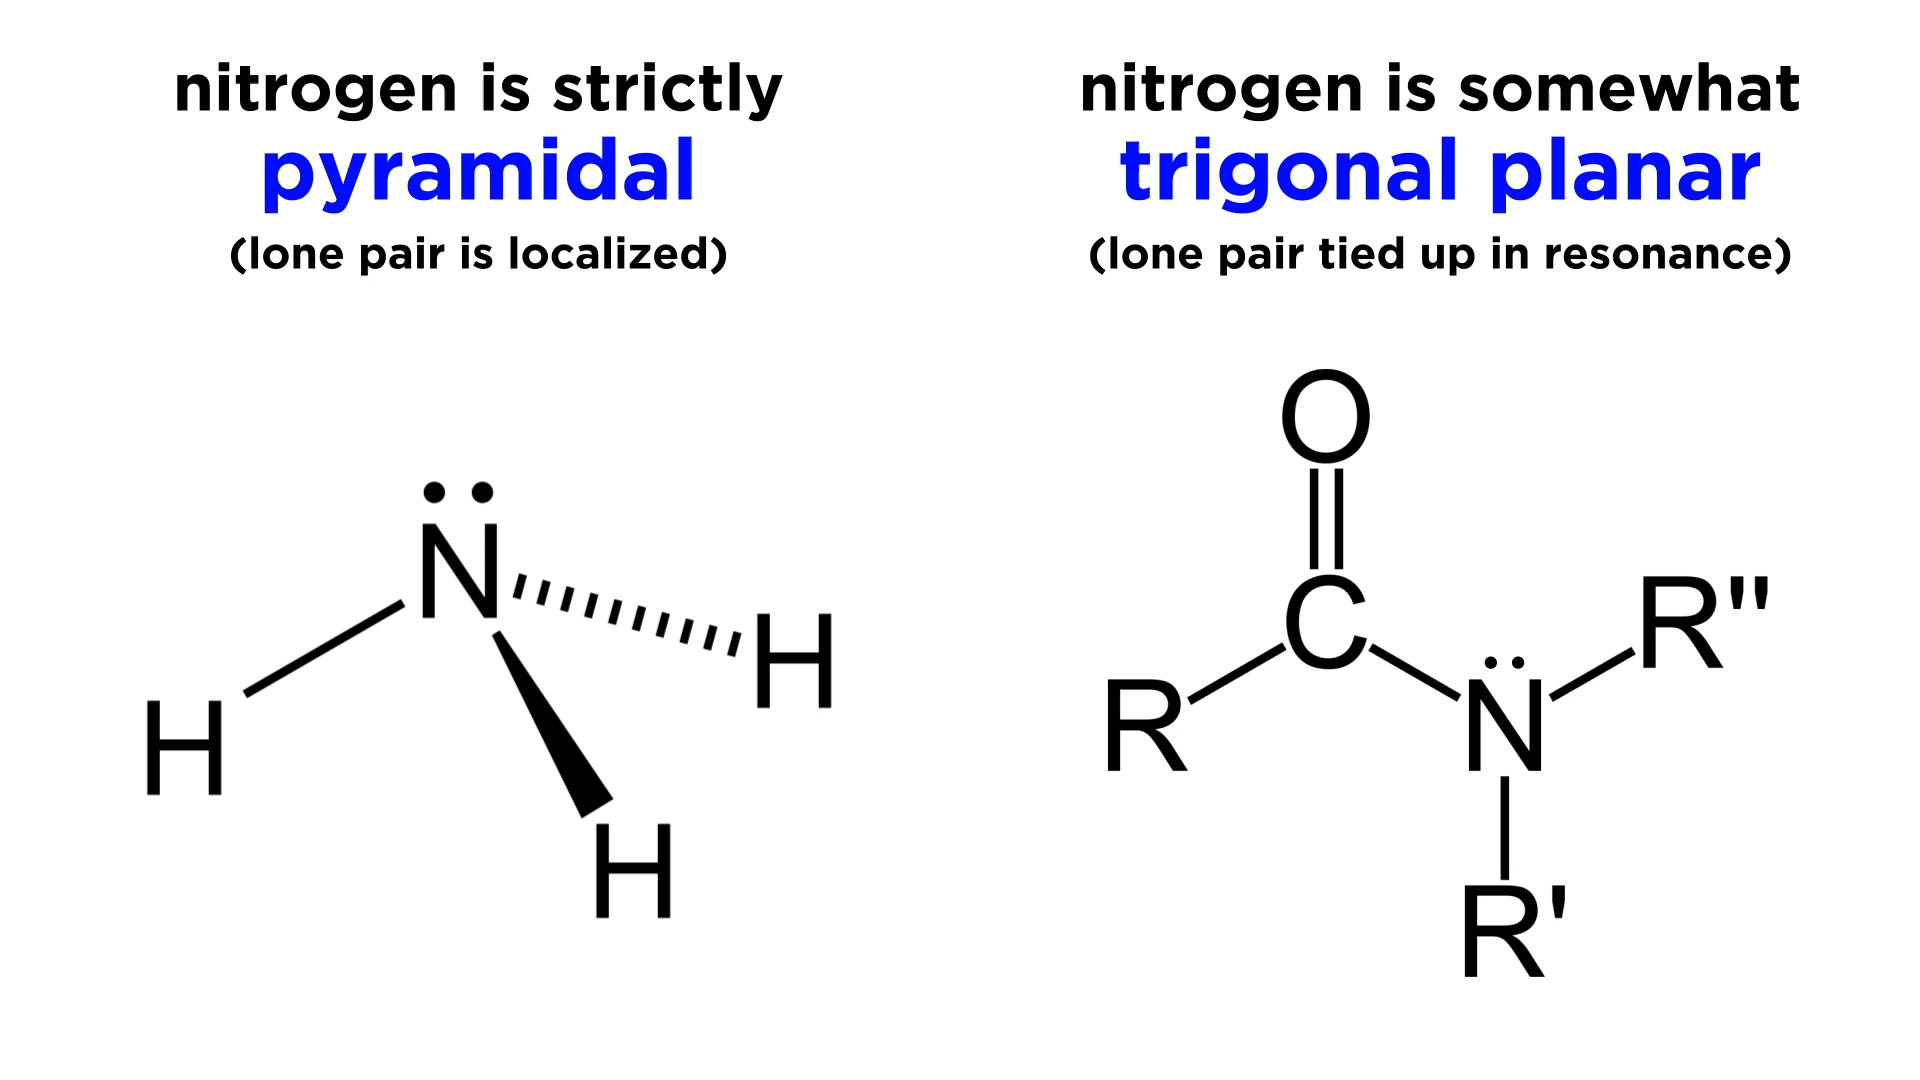 nitrogen is strictly
pyramidal
(lone pair is localized)
N
H
H
H
nitrogen is somewhat
trigonal planar
(lone pair tied up in resonance)
O
C
R''
R
N
R'